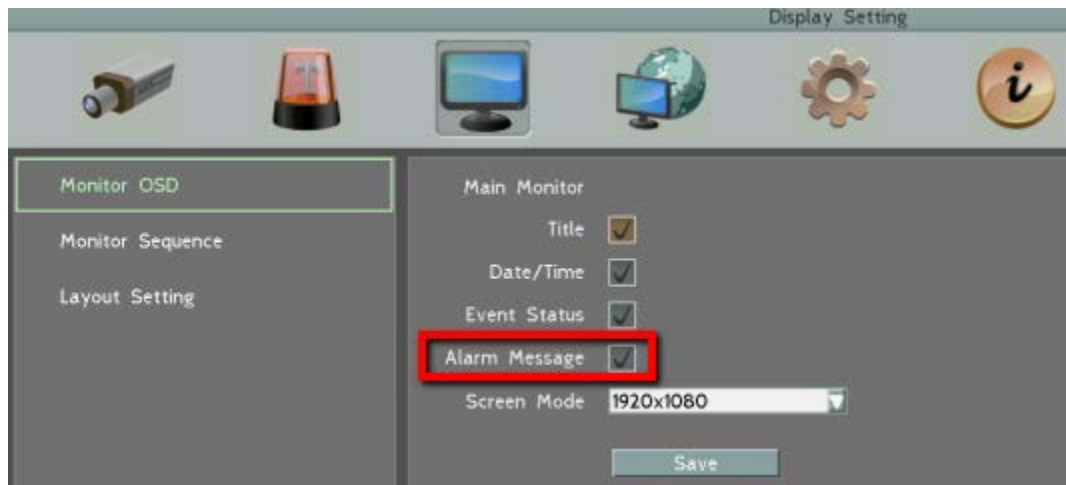 Display Setting
Monitor OSD
Monitor Sequence
Layout Setting
Main Monitor
Title
Date/Time
Event Status
Alarm Message
Screen Mode 1920x1080
Save